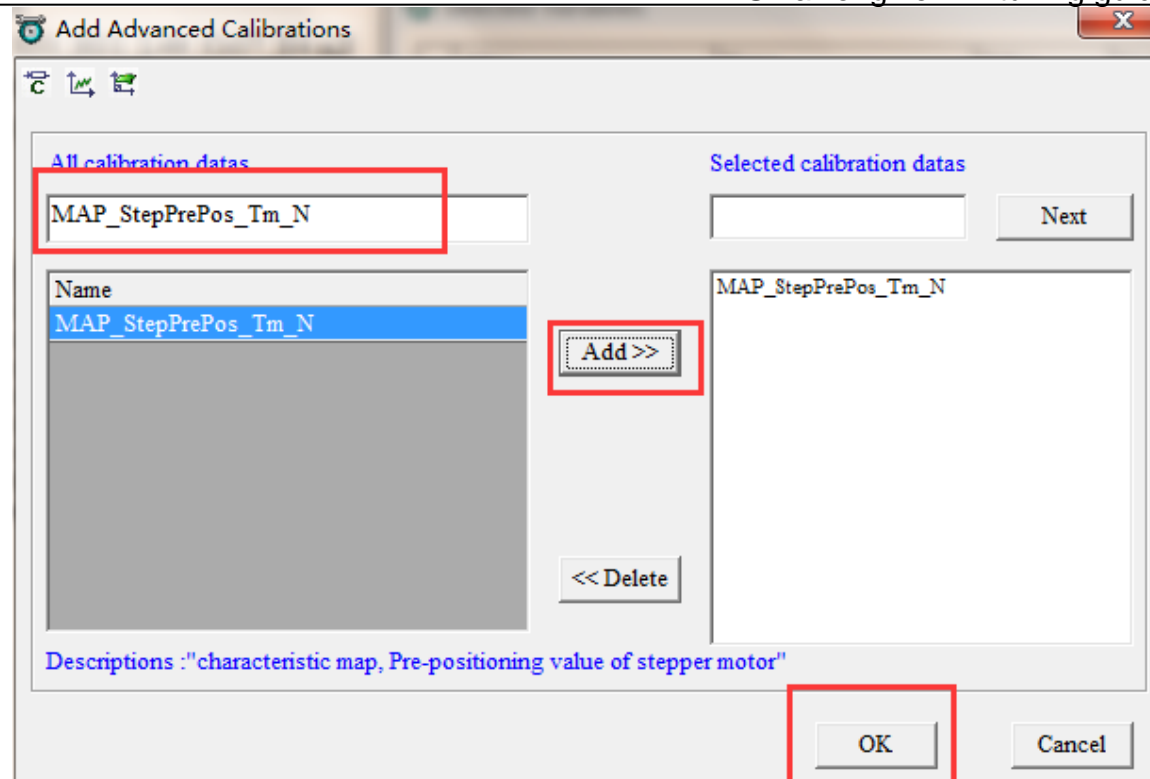 Add Advanced Calibrations
X
C
All calibration datas
Selected calibration datas
MAP_StepPrePos_Tm_N
Next
Name
MAP_StepPrePos_Tm_N
MAP_StepPrePos_Tm_N
Add >>
<< Delete
Descriptions :"characteristic map, Pre-positioning value of stepper motor"
OK
Cancel